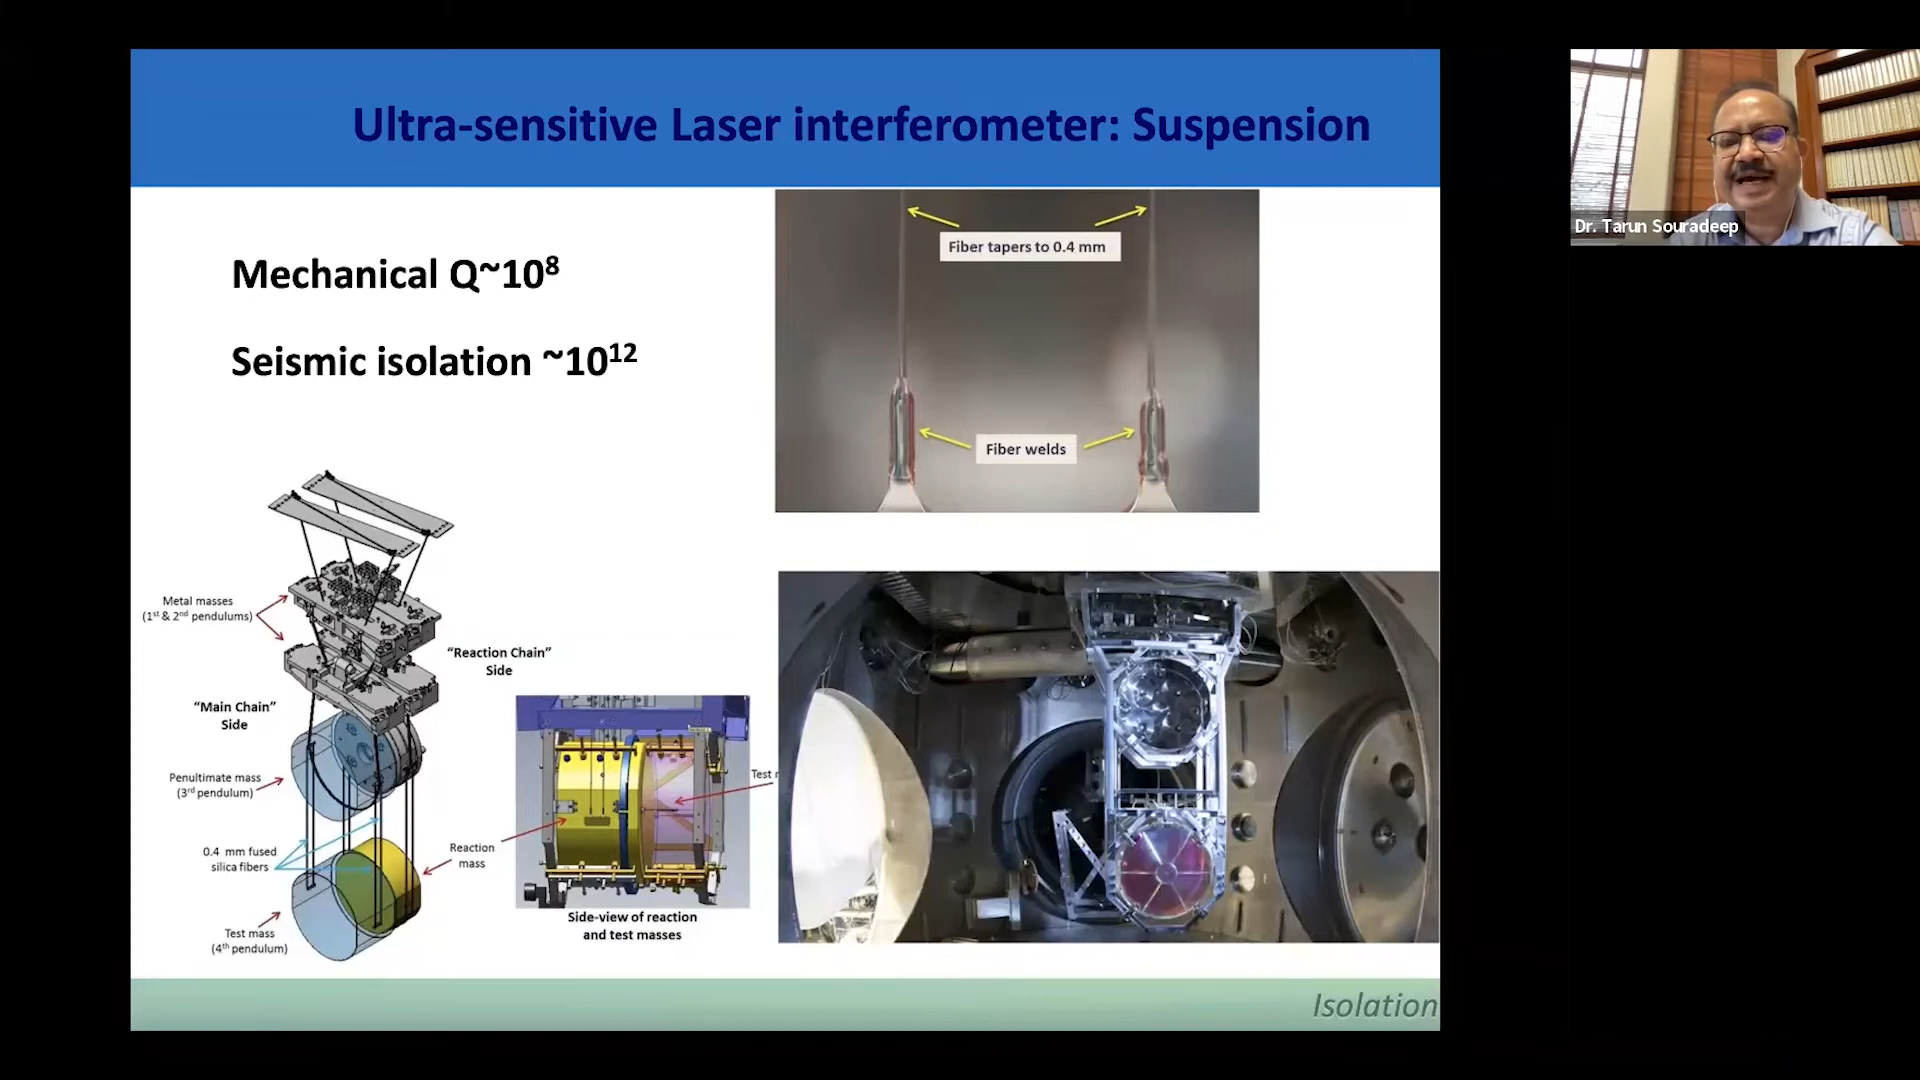 Ultra-sensitive Laser interferometer: Suspension
Dr. Tarun Souradeep
Mechanical Q~10⁸
Seismic isolation ~10¹²
Fiber tapers to 0.4 mm
Fiber welds
Metal masses
(1st & 2nd pendulums)
"Reaction Chain"
Side
"Main Chain"
Side
Penultimate mass
(3rd pendulum)
0.4 mm fused
silica fibers
Test mass
(4th pendulum)
Reaction
mass
Test
Side-view of reaction
and test masses
Isolation